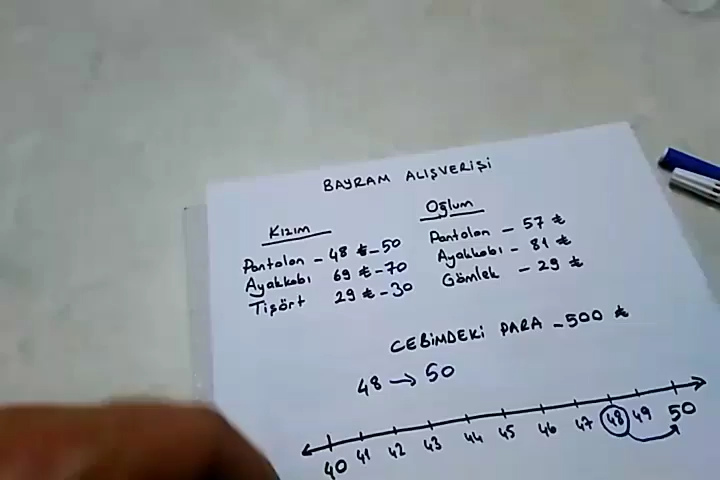 BAYRAM ALIŞVERİŞİ
Kızım
Pantolon - 48 ₺ - 50
Ayakkabı 69 ₺ - 70
Tişört 29 ₺ - 30
Oğlum
Pantolon - 57 ₺
Ayakkabı - 81 ₺
Gömlek - 29 ₺
CEBİMDEKİ PARA - 500 ₺
48 → 50
40 41 42 43 44 45 46 47 48 49 50